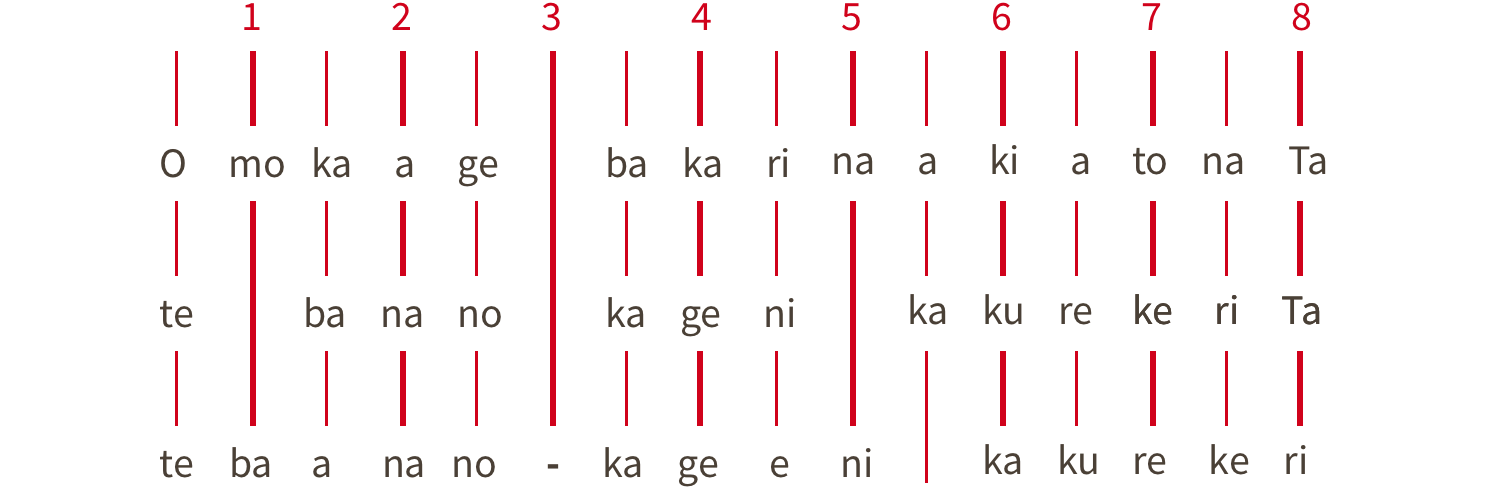 1 2 3 4 5 6 7 8
O mo ka a ge ba ka ri na a ki a to na Ta
te ba na no ka ge ni ka ku re ke ri Ta
te ba a na no - ka ge e ni ka ku re ke ri